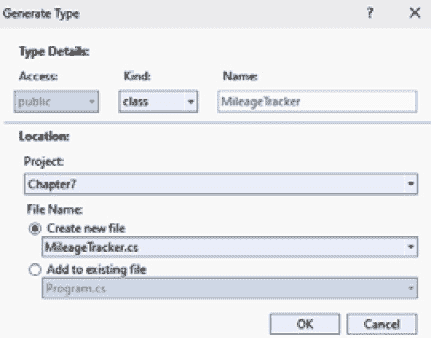 Generate Type ? ✕
Type Details:
Access: Kind: Name:
public class MileageTracker
Location:
Project:
Chapter7
File Name:
Create new file
MileageTracker.cs
Add to existing file
Program.cs
OK Cancel